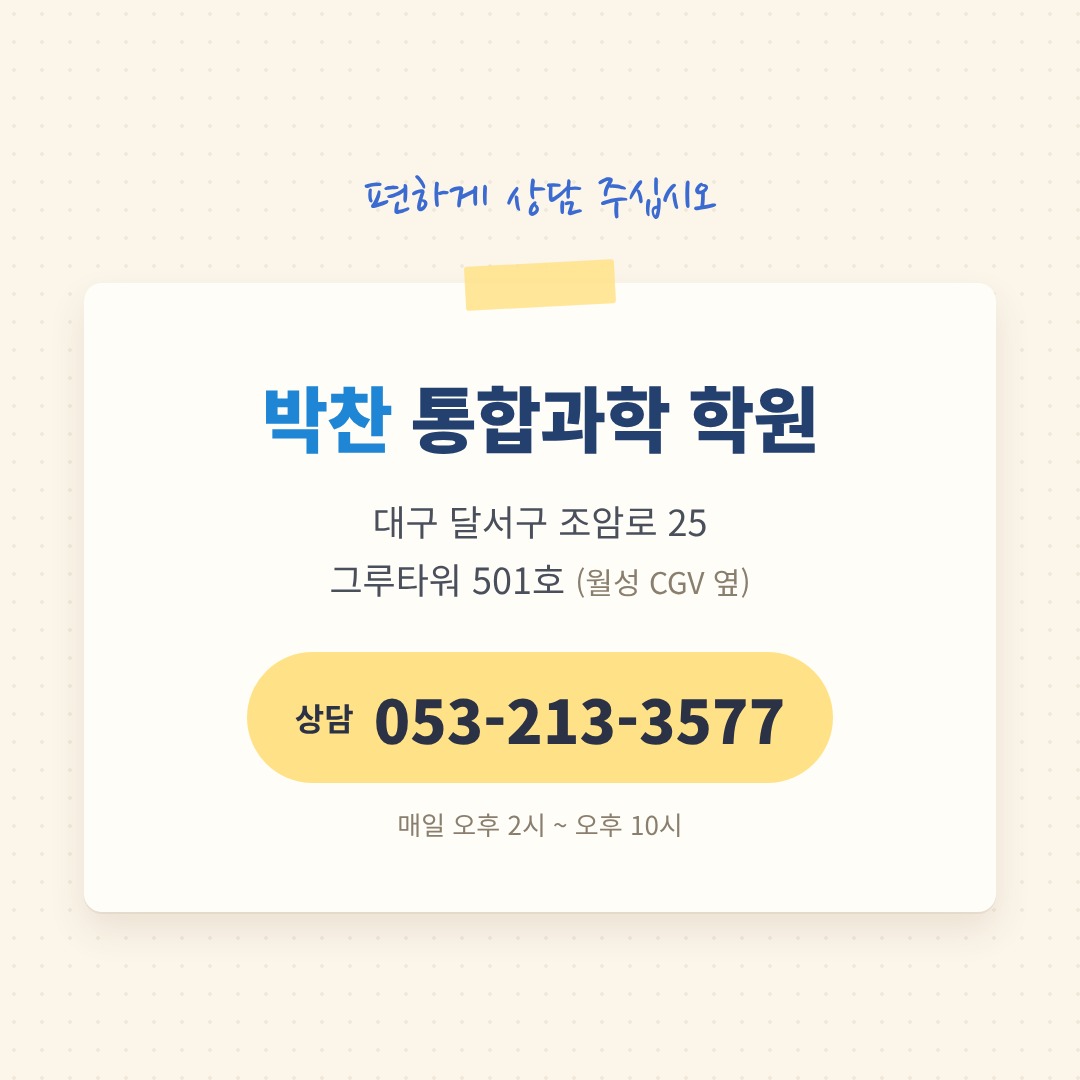 편하게 상담 주십시오
박찬 통합과학 학원
대구 달서구 조암로 25
그루타워 501호 (월성 CGV 옆)
상담 053-213-3577
매일 오후 2시 ~ 오후 10시